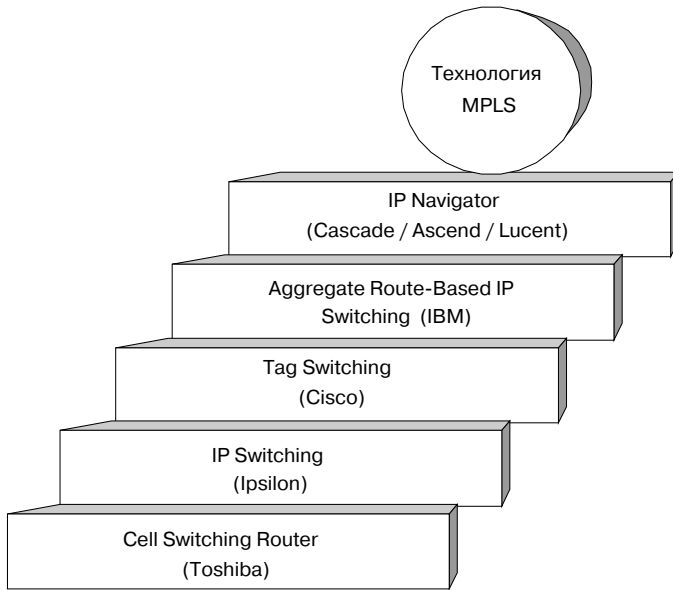 Технология
MPLS
IP Navigator
(Cascade / Ascend / Lucent)
Aggregate Route-Based IP
Switching (IBM)
Tag Switching
(Cisco)
IP Switching
(Ipsilon)
Cell Switching Router
(Toshiba)